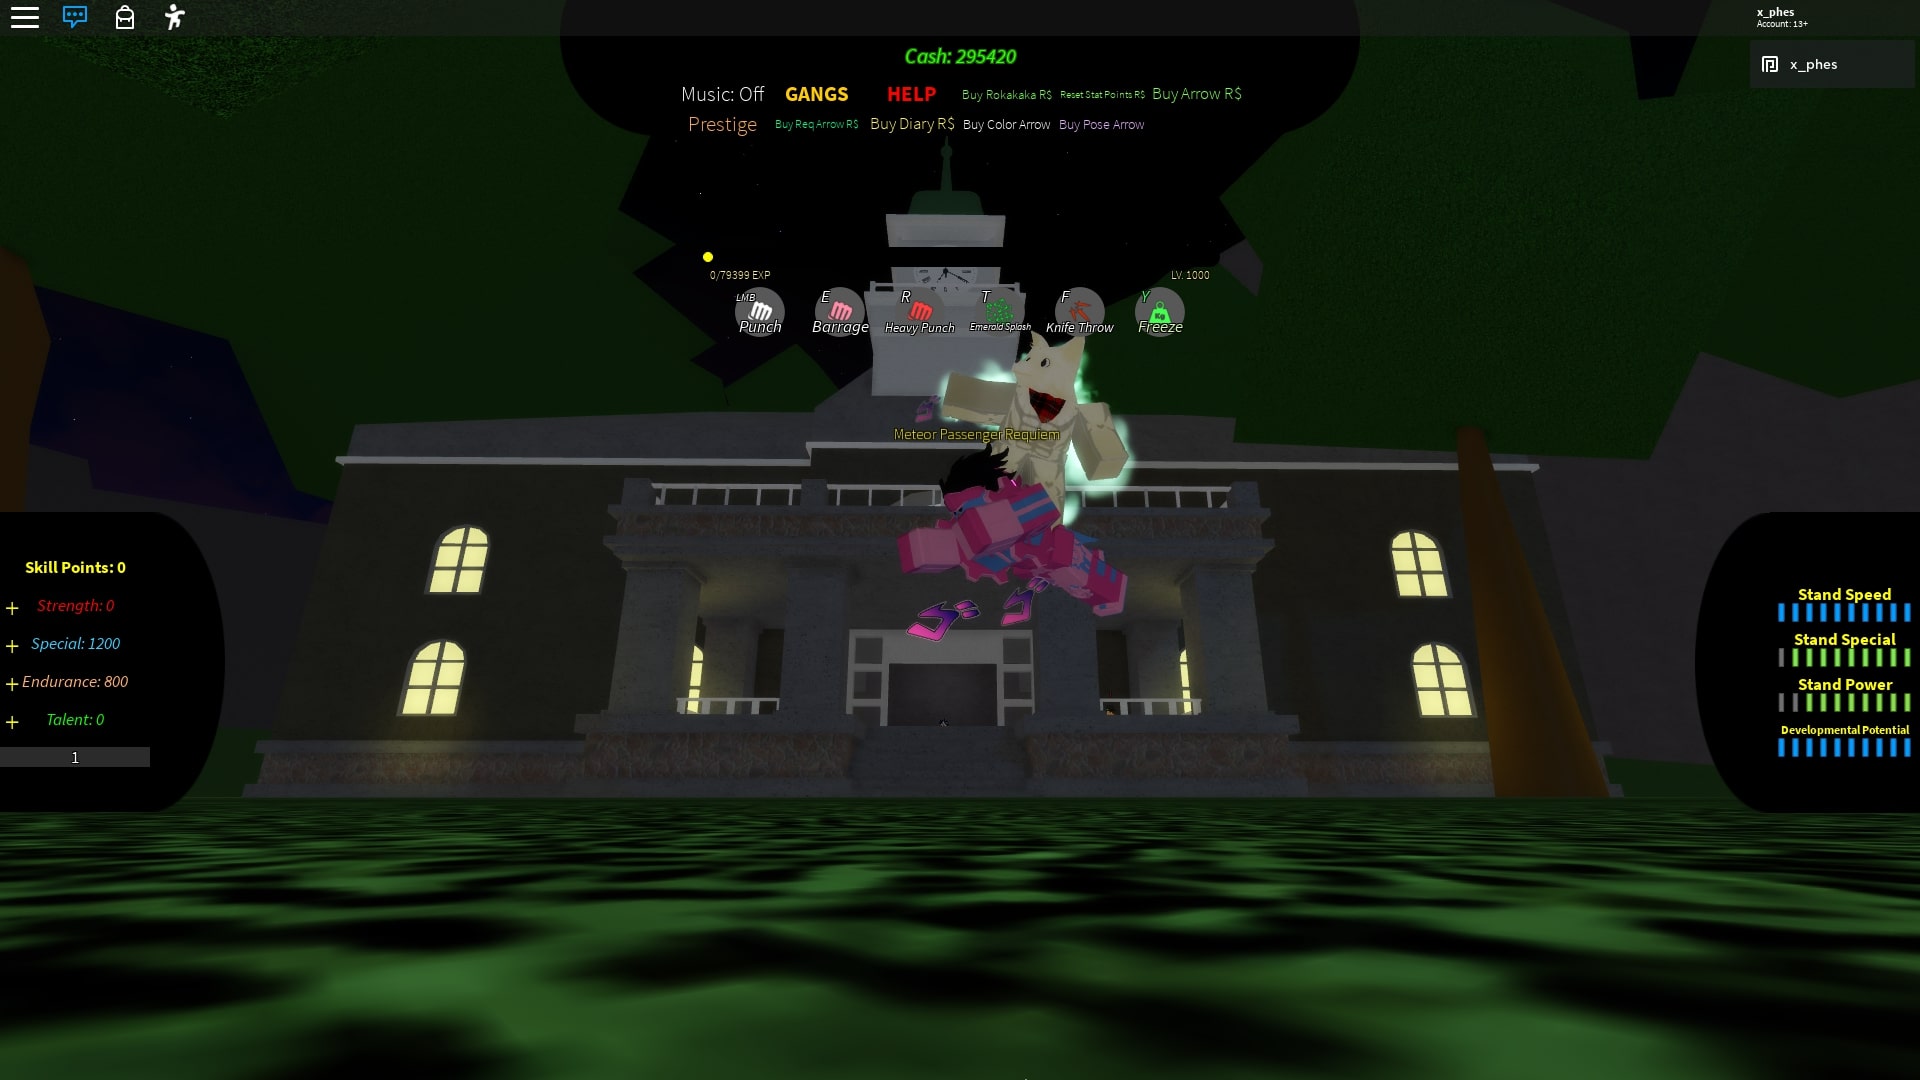 x_phes
Account: 13+
x_phes
Cash: 295420
Music: Off GANGS HELP Buy Rokakaka R$ Reset Stat Points R$ Buy Arrow R$
Prestige Buy Req Arrow R$ Buy Diary R$ Buy Color Arrow Buy Pose Arrow
0/79399 EXP LV. 1000
LMB E R T F Y
Punch Barrage Heavy Punch Emerald Splash Knife Throw Freeze
Meteor Passenger Requiem
Skill Points: 0
+ Strength: 0
+ Special: 1200
+ Endurance: 800
+ Talent: 0
1
Stand Speed
Stand Special
Stand Power
Developmental Potential